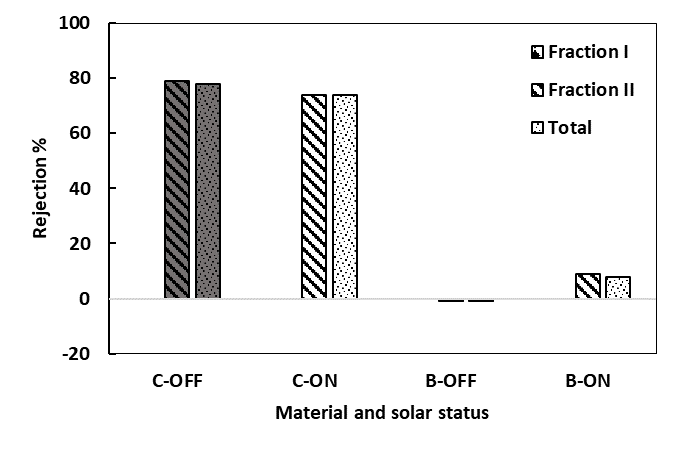 100
80
60
40
20
0
-20
Rejection %
Fraction I
Fraction II
Total
C-OFF
C-ON
B-OFF
B-ON
Material and solar status